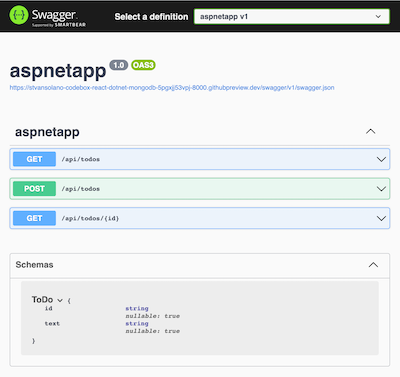 Swagger.
Supported by SMARTBEAR
Select a definition
aspnetapp v1
aspnetapp 1.0 OAS3
https://stvansolano-codebox-react-dotnet-mongodb-5pgxjj53vpj-8000.githubpreview.dev/swagger/v1/swagger.json
aspnetapp
GET /api/todos
POST /api/todos
GET /api/todos/{id}
Schemas
ToDo {
id string
nullable: true
text string
nullable: true
}